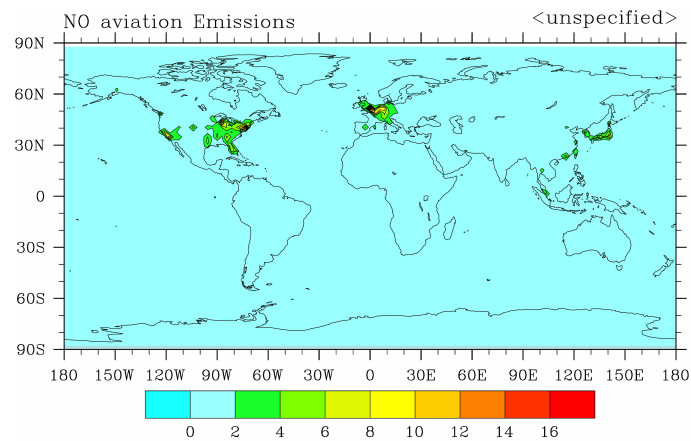 NO aviation Emissions <unspecified>
90N
60N
30N
0
30S
60S
90S
180 150W 120W 90W 60W 30W 0 30E 60E 90E 120E 150E 180
0 2 4 6 8 10 12 14 16